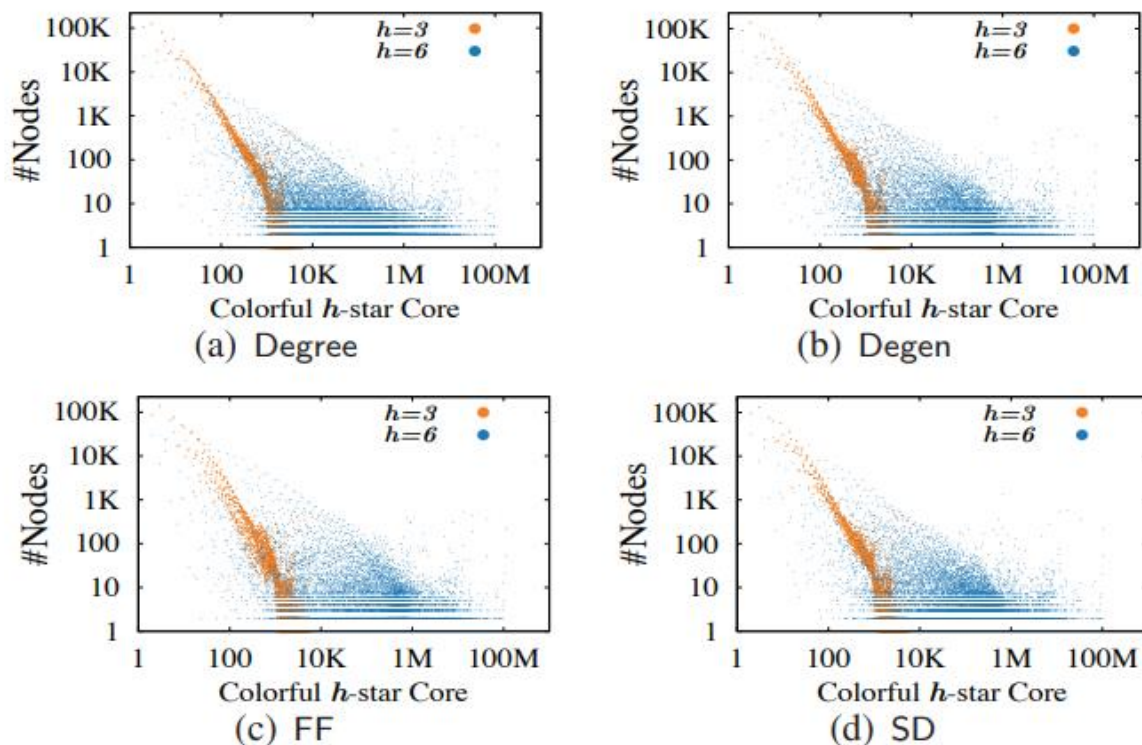 100K
10K
1K
100
10
1
#Nodes
h=3
h=6
1 100 10K 1M 100M
Colorful h-star Core
(a) Degree
100K
10K
1K
100
10
1
#Nodes
h=3
h=6
1 100 10K 1M 100M
Colorful h-star Core
(b) Degen
100K
10K
1K
100
10
1
#Nodes
h=3
h=6
1 100 10K 1M 100M
Colorful h-star Core
(c) FF
100K
10K
1K
100
10
1
#Nodes
h=3
h=6
1 100 10K 1M 100M
Colorful h-star Core
(d) SD